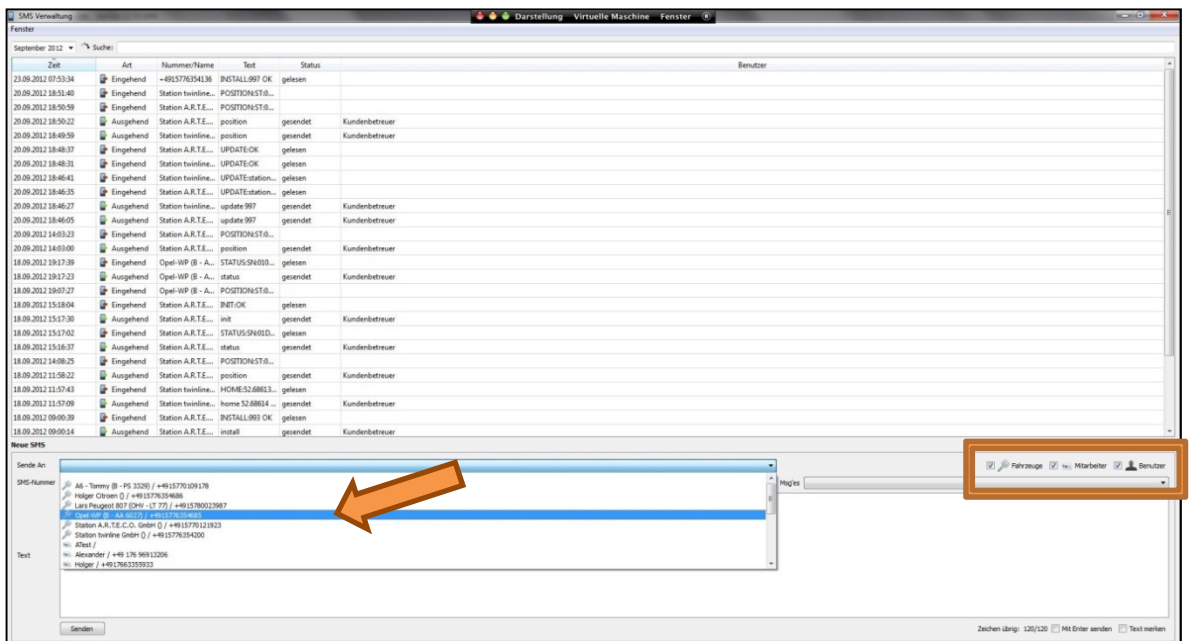 SMS Verwaltung
Darstellung Virtuelle Maschine Fenster
Fenster
September 2012 Suche:
Zeit Art Nummer/Name Text Status Benutzer
23.09.2012 07:53:34 Eingehend +4915776354136 INSTALL:997 OK gelesen
20.09.2012 18:51:40 Eingehend Station twinline... POSITION:ST:0...
20.09.2012 18:50:59 Eingehend Station A.R.T.E.... POSITION:ST:0...
20.09.2012 18:50:22 Ausgehend Station A.R.T.E.... position gesendet Kundenbetreuer
20.09.2012 18:49:59 Ausgehend Station twinline... position gesendet Kundenbetreuer
20.09.2012 18:48:37 Eingehend Station A.R.T.E.... UPDATE:OK gelesen
20.09.2012 18:48:31 Eingehend Station twinline... UPDATE:OK gelesen
20.09.2012 18:46:41 Eingehend Station twinline... UPDATE:station... gelesen
20.09.2012 18:46:35 Eingehend Station A.R.T.E.... UPDATE:station... gelesen
20.09.2012 18:46:27 Ausgehend Station twinline... update 997 gesendet Kundenbetreuer
20.09.2012 18:46:05 Ausgehend Station A.R.T.E.... update 997 gesendet Kundenbetreuer
20.09.2012 14:03:23 Eingehend Station A.R.T.E.... POSITION:ST:0...
20.09.2012 14:03:00 Ausgehend Station A.R.T.E.... position gesendet Kundenbetreuer
18.09.2012 19:17:39 Eingehend Opel-WP (B - A... STATUS:SN:010... gelesen
18.09.2012 19:17:23 Ausgehend Opel-WP (B - A... status gesendet Kundenbetreuer
18.09.2012 19:07:27 Eingehend Opel-WP (B - A... POSITION:ST:0...
18.09.2012 15:18:04 Eingehend Station A.R.T.E.... INIT:OK gelesen
18.09.2012 15:17:30 Ausgehend Station A.R.T.E.... init gesendet Kundenbetreuer
18.09.2012 15:17:02 Eingehend Station A.R.T.E.... STATUS:SN:01D... gelesen
18.09.2012 15:16:37 Ausgehend Station A.R.T.E.... status gesendet Kundenbetreuer
18.09.2012 14:08:25 Eingehend Station A.R.T.E.... POSITION:ST:0...
18.09.2012 11:58:22 Ausgehend Station A.R.T.E.... position gesendet Kundenbetreuer
18.09.2012 11:57:43 Eingehend Station twinline... HOME:52.68613... gelesen
18.09.2012 11:57:09 Ausgehend Station twinline... home 52.68614 ... gesendet Kundenbetreuer
18.09.2012 09:00:39 Eingehend Station A.R.T.E.... INSTALL:993 OK gelesen
18.09.2012 09:00:14 Ausgehend Station A.R.T.E.... install gesendet Kundenbetreuer
Neue SMS
Sende An Fahrzeuge Mitarbeiter Benutzer
SMS-Nummer Msg'es
A6 - Tommy (B - PS 3329) / +4915770109178
Holger Citroen () / +4915776354686
Lars Peugeot 807 (OHV - LT 77) / +4915780023987
Opel-WP (B - AA 6027) / +4915776354685
Station A.R.T.E.C.O. GmbH () / +4915770121923
Station twinline GmbH () / +4915776354200
ATest /
Text Alexander / +49 176 96913206
Holger / +4917663355933
Senden Zeichen übrig: 120/120 Mit Enter senden Text merken